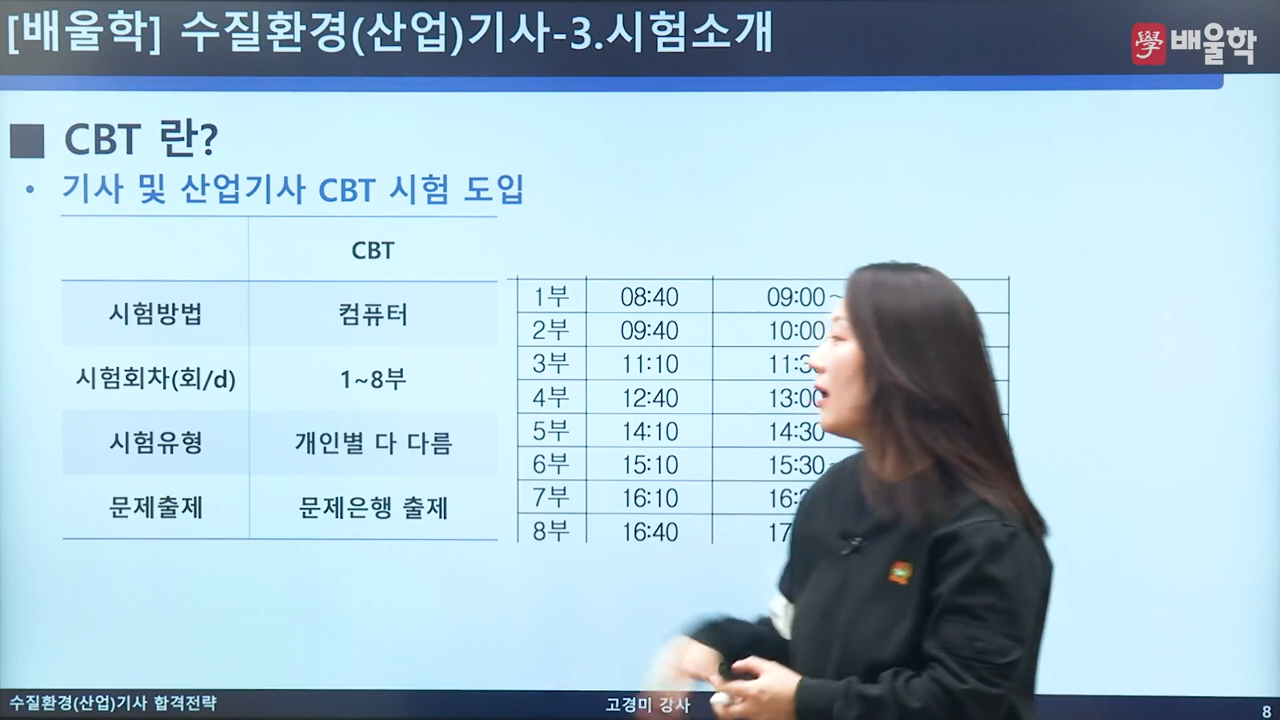 [배울학] 수질환경(산업)기사-3.시험소개
學 배울학
CBT 란?
• 기사 및 산업기사 CBT 시험 도입
CBT
시험방법 컴퓨터
시험회차(회/d) 1~8부
시험유형 개인별 다 다름
문제출제 문제은행 출제
1부 08:40 09:00~
2부 09:40 10:00
3부 11:10
4부 12:40 13:00
5부 14:10 14:30
6부 15:10 15:30
7부 16:10
8부 16:40
수질환경(산업)기사 합격전략
고경미 강사
8